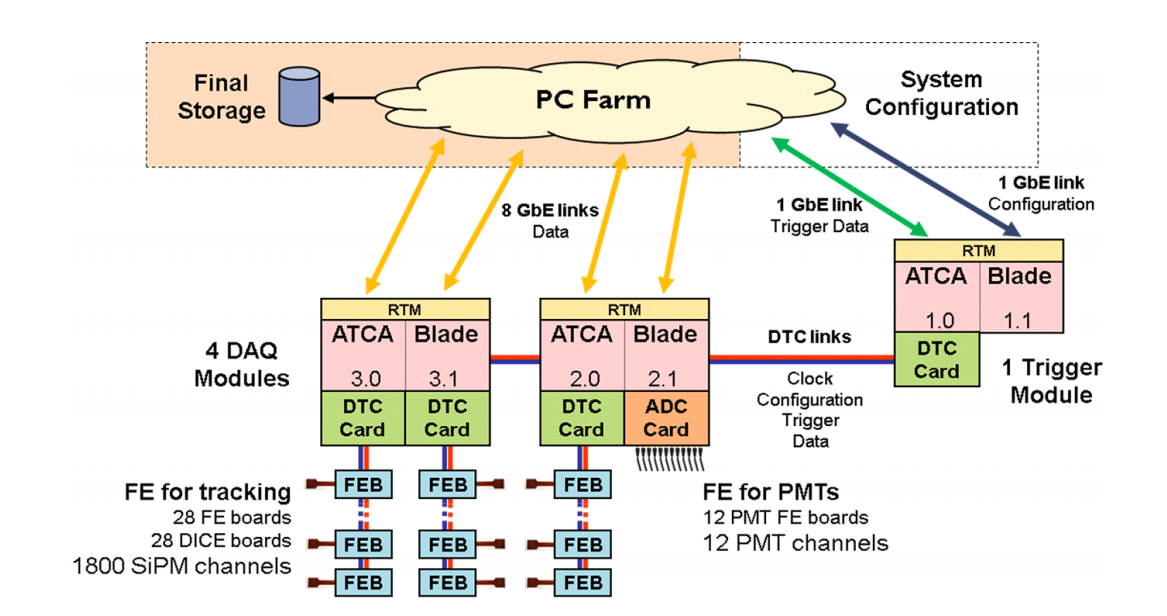 Final
Storage
PC Farm
System
Configuration
8 GbE links
Data
1 GbE link
Trigger Data
1 GbE link
Configuration
RTM
ATCA Blade
1.0 1.1
DTC
Card
1 Trigger
Module
4 DAQ
Modules
RTM
ATCA Blade
3.0 3.1
DTC
Card
DTC
Card
RTM
ATCA Blade
2.0 2.1
DTC
Card
ADC
Card
DTC links
Clock
Configuration
Trigger
Data
FE for tracking
28 FE boards
28 DICE boards
1800 SiPM channels
FEB
FEB
FEB
FEB
FEB
FEB
FEB
FEB
FEB
FE for PMTs
12 PMT FE boards
12 PMT channels